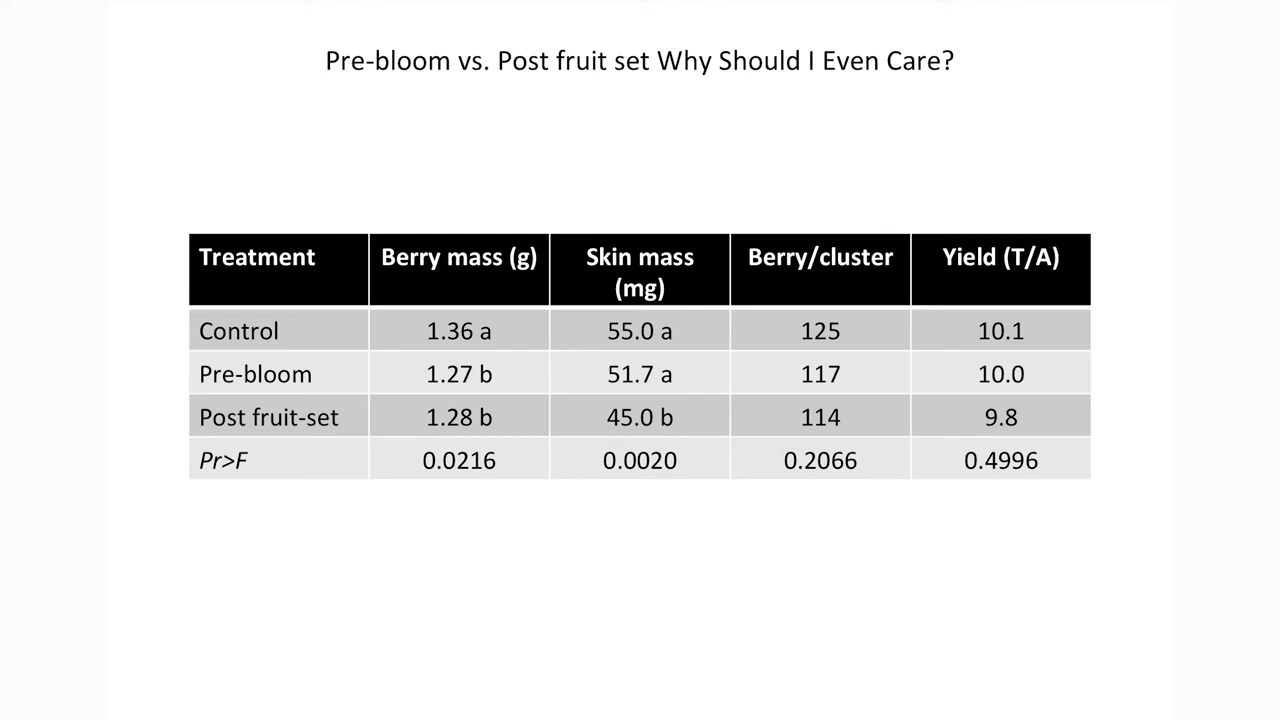 Pre-bloom vs. Post fruit set Why Should I Even Care?
Treatment Berry mass (g) Skin mass (mg) Berry/cluster Yield (T/A)
Control 1.36 a 55.0 a 125 10.1
Pre-bloom 1.27 b 51.7 a 117 10.0
Post fruit-set 1.28 b 45.0 b 114 9.8
Pr>F 0.0216 0.0020 0.2066 0.4996